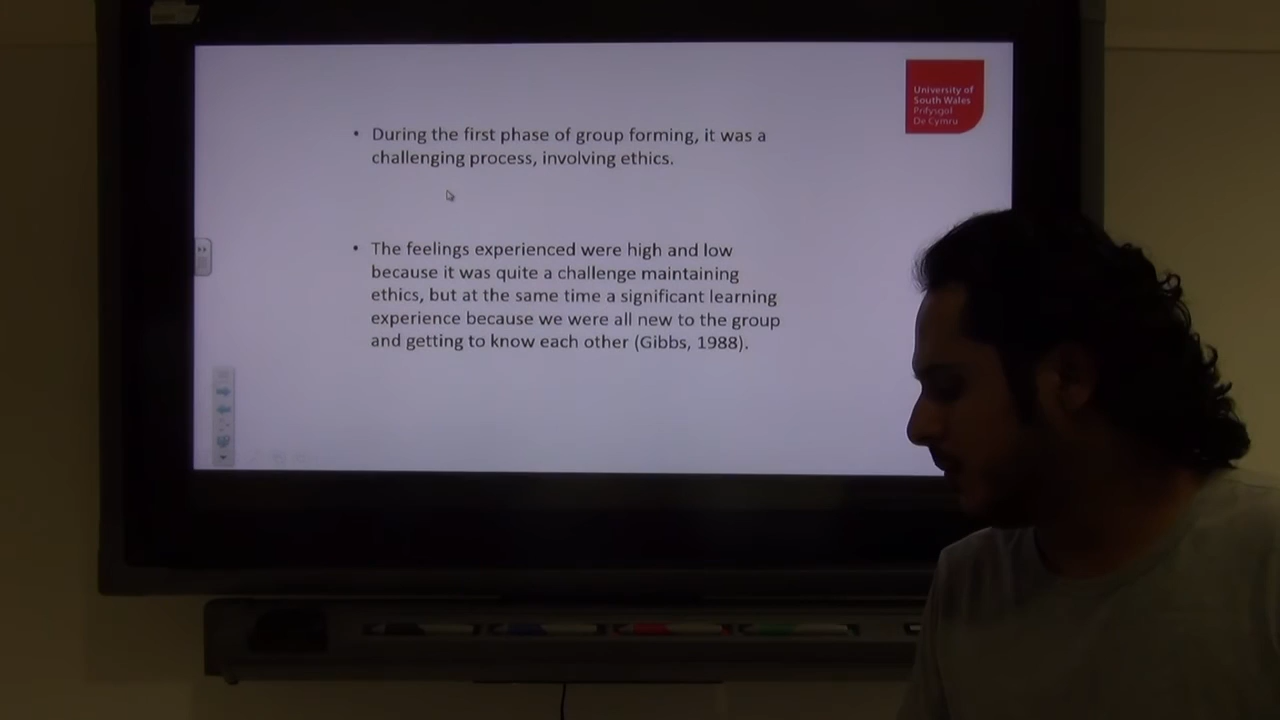 University of
South Wales
Prifysgol
De Cymru
• During the first phase of group forming, it was a
challenging process, involving ethics.
• The feelings experienced were high and low
because it was quite a challenge maintaining
ethics, but at the same time a significant learning
experience because we were all new to the group
and getting to know each other (Gibbs, 1988).